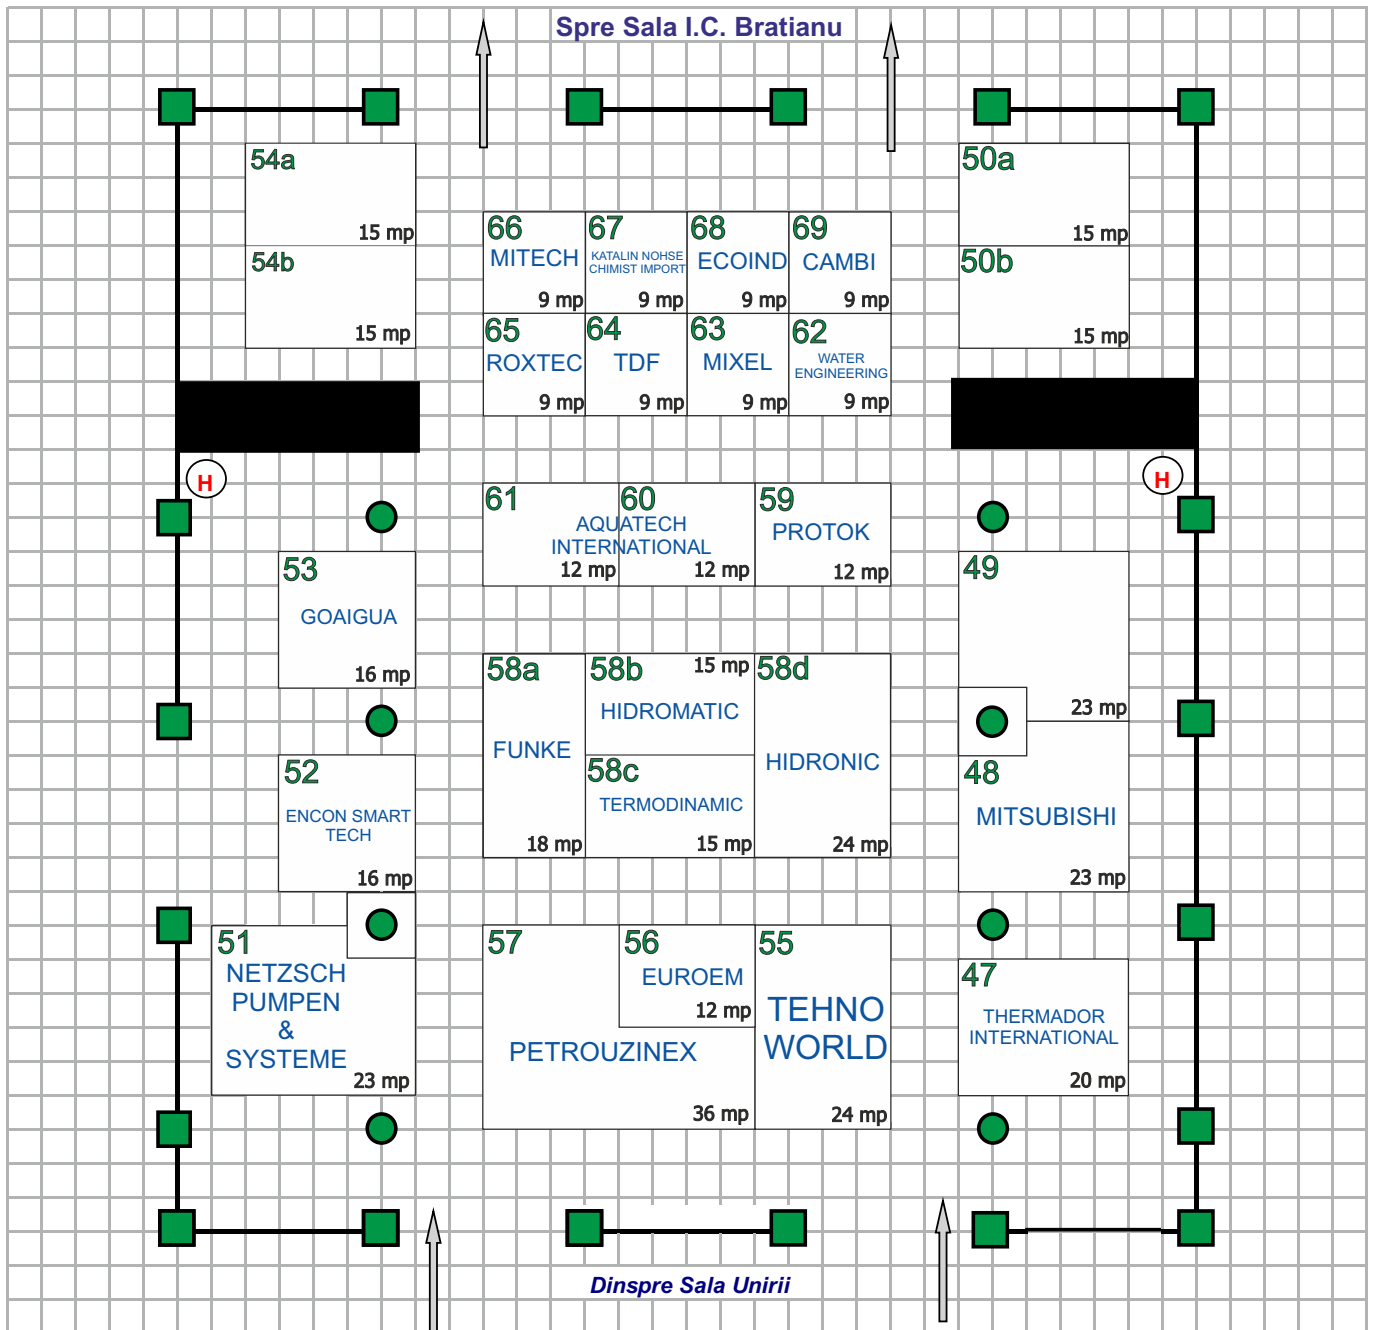 Spre Sala I.C. Bratianu
54a
15 mp
54b
15 mp
66
MITECH
9 mp
67
KATALIN NOHSE
CHIMIST IMPORT
9 mp
68
ECOIND
9 mp
69
CAMBI
9 mp
65
ROXTEC
9 mp
64
TDF
9 mp
63
MIXEL
9 mp
62
WATER
ENGINEERING
9 mp
50a
15 mp
50b
15 mp
H
H
61
60
AQUATECH
INTERNATIONAL
12 mp
12 mp
59
PROTOK
12 mp
53
GOAIGUA
16 mp
49
23 mp
58a
FUNKE
18 mp
58b
15 mp
HIDROMATIC
58c
TERMODINAMIC
15 mp
58d
HIDRONIC
24 mp
52
ENCON SMART
TECH
16 mp
48
MITSUBISHI
23 mp
51
NETZSCH
PUMPEN
&
SYSTEME
23 mp
57
PETROUZINEX
36 mp
56
EUROEM
12 mp
55
TEHNO
WORLD
24 mp
47
THERMADOR
INTERNATIONAL
20 mp
Dinspre Sala Unirii